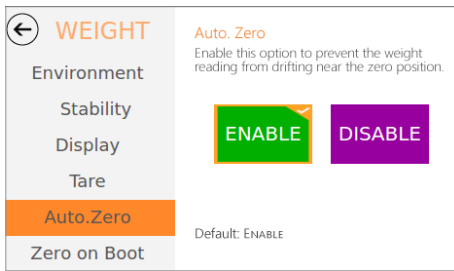 WEIGHT
Environment
Stability
Display
Tare
Auto.Zero
Zero on Boot
Auto. Zero
Enable this option to prevent the weight
reading from drifting near the zero position.
ENABLE
DISABLE
Default: ENABLE